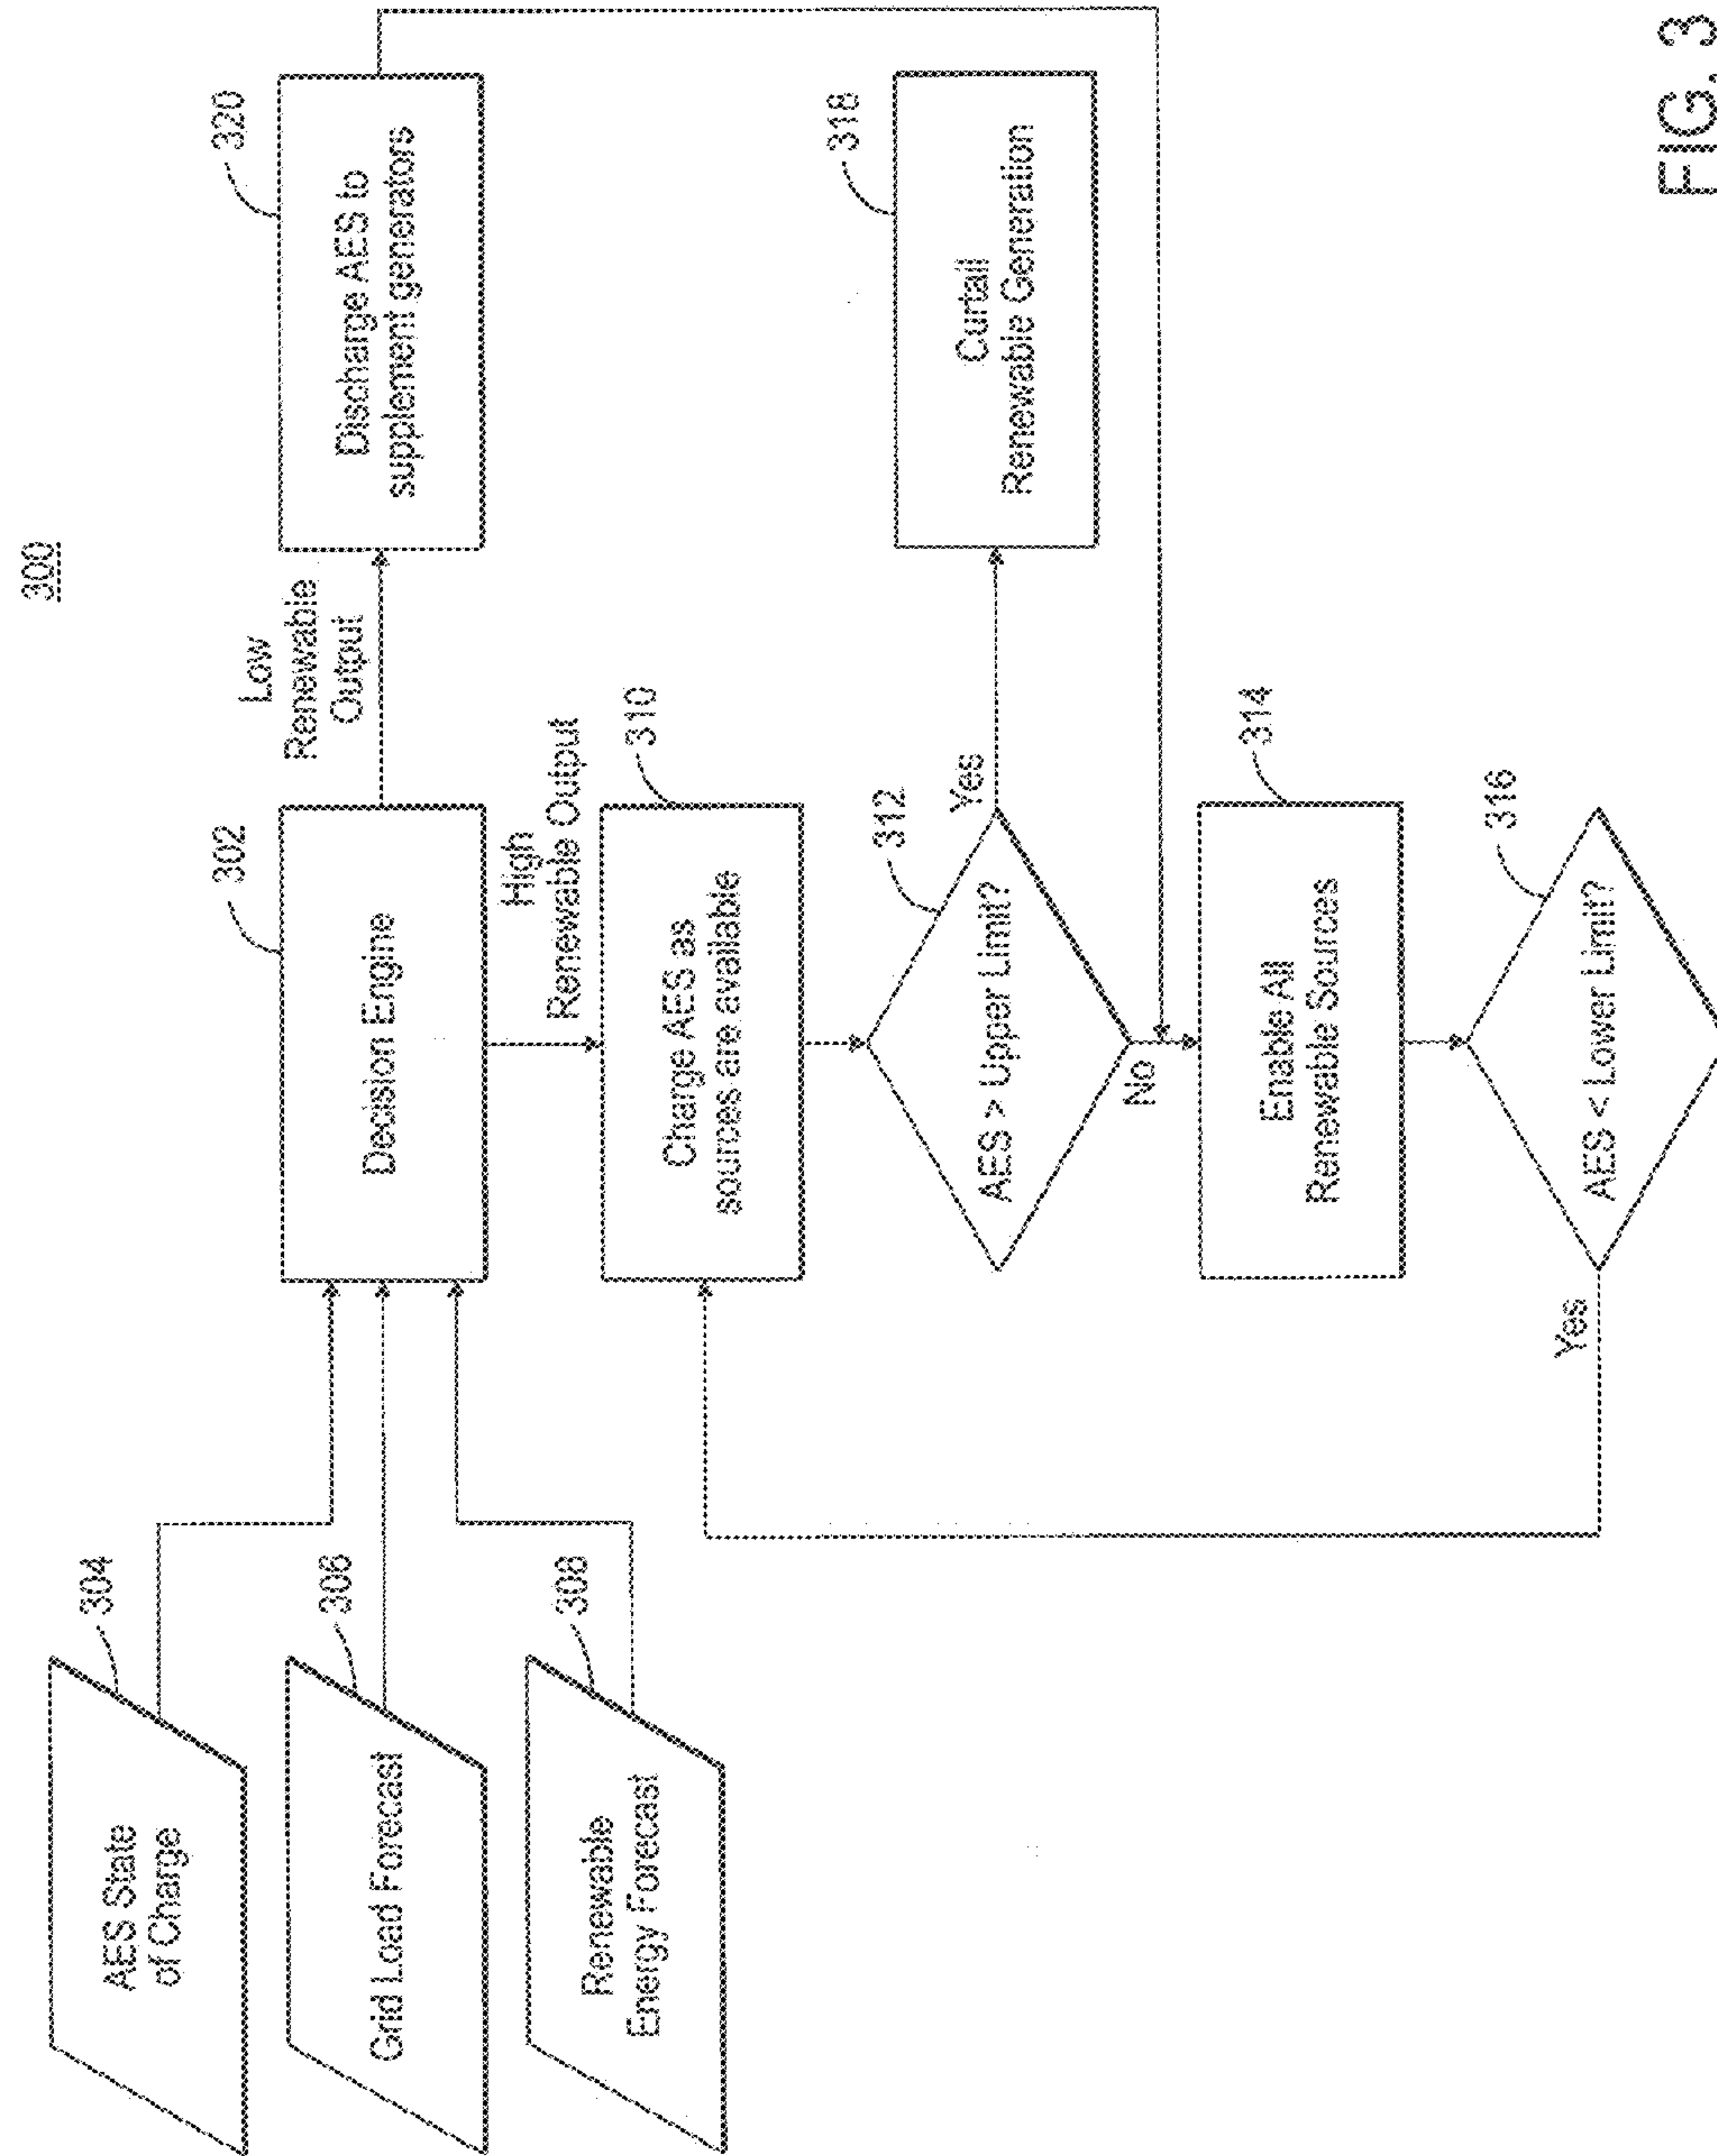 300
AES State
of Charge
304
Grid Load Forecast
306
Renewable
Energy Forecast
308
Decision Engine
302
Low
Renewable
Output
Discharge AES to
supplement generators
320
High
Renewable Output
Charge AES as
sources are available
310
AES > Upper Limit?
312
Yes
Curtail
Renewable Generation
318
No
Enable All
Renewable Sources
314
AES < Lower Limit?
316
Yes
FIG. 3